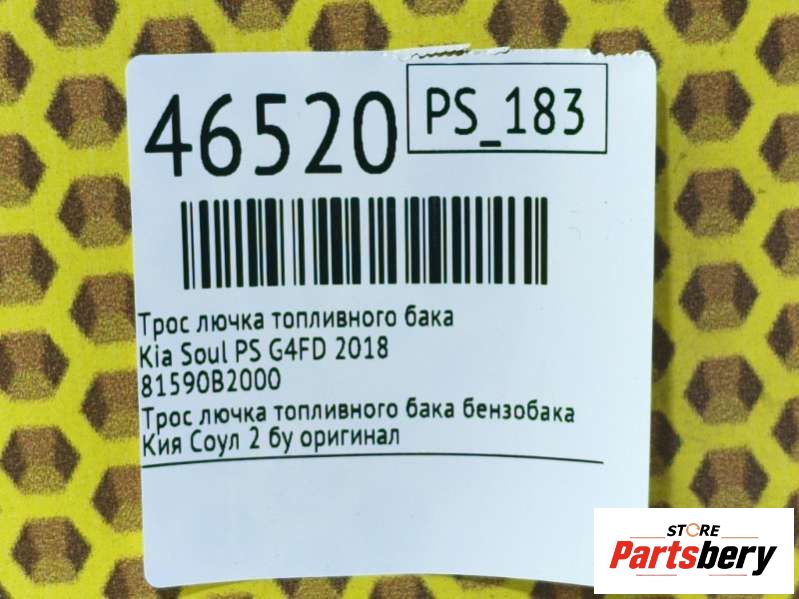 46520
PS_183
Трос лючка топливного бака
Kia Soul PS G4FD 2018
81590B2000
Трос лючка топливного бака бензобака
Кия Соул 2 бу оригинал
STORE
Partsbery